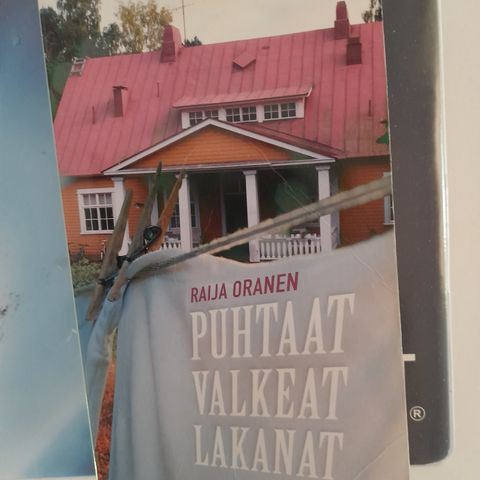 RAIJA ORANEN
PUHTAAT
VALKEAT
LAKANAT
®